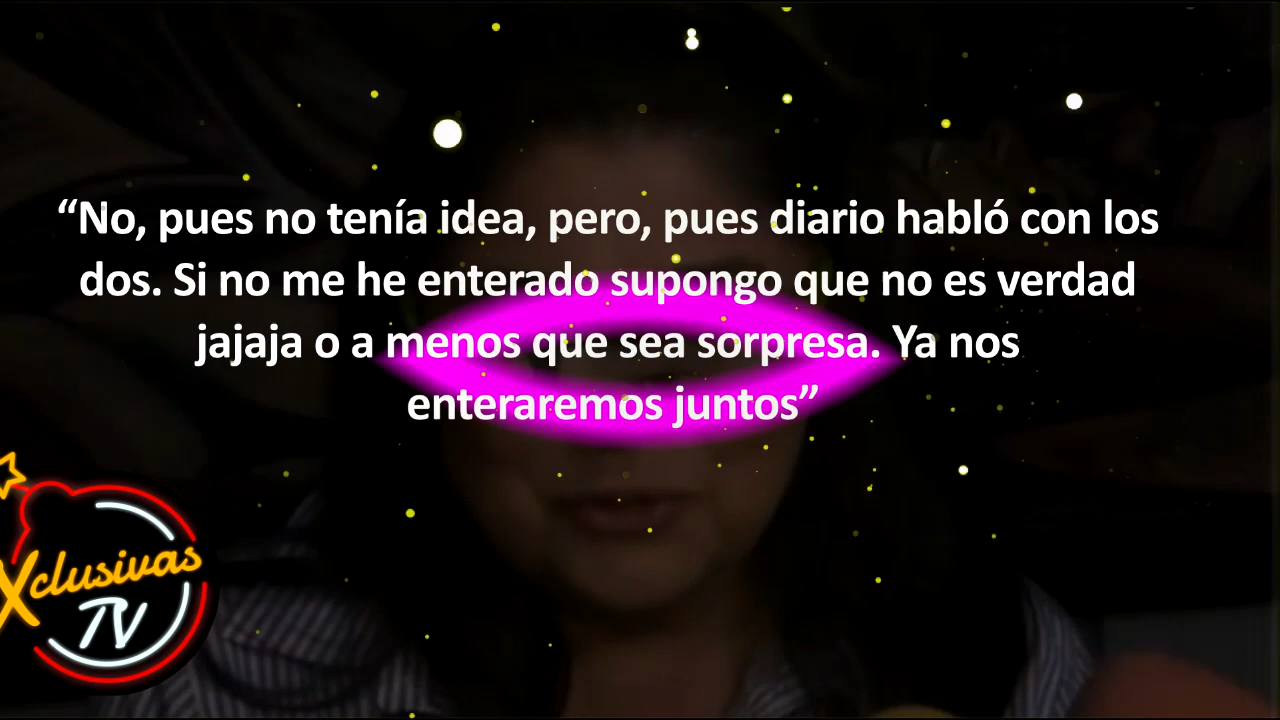 “No, pues no tenía idea, pero, pues diario habló con los
dos. Si no me he enterado supongo que no es verdad
jajaja o a menos que sea sorpresa. Ya nos
enteraremos juntos”
Xclusivas
TV